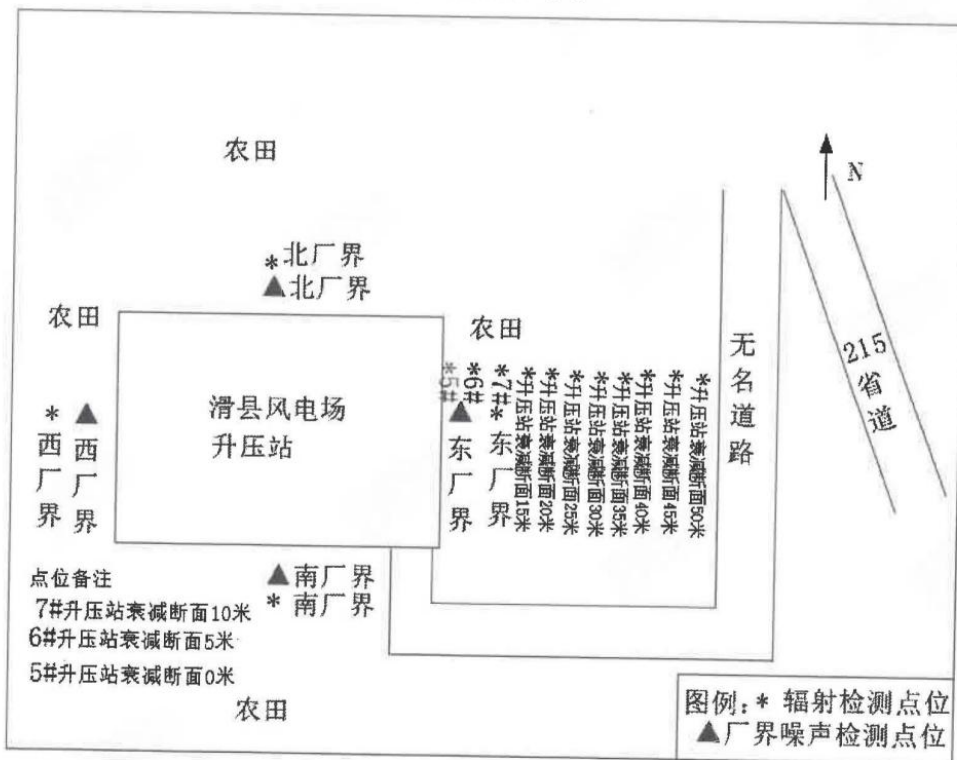 农田
N
*北厂界
▲北厂界
农田
农田
滑县风电场
升压站
*西厂界
▲西厂界
*5#
*6#
*7#
▲东厂界
*东厂界
*升压站衰减断面15米
*升压站衰减断面20米
*升压站衰减断面25米
*升压站衰减断面30米
*升压站衰减断面35米
*升压站衰减断面40米
*升压站衰减断面45米
*升压站衰减断面50米
无名道路
215省道
点位备注
7#升压站衰减断面10米
6#升压站衰减断面5米
5#升压站衰减断面0米
▲南厂界
* 南厂界
农田
图例:* 辐射检测点位
▲厂界噪声检测点位